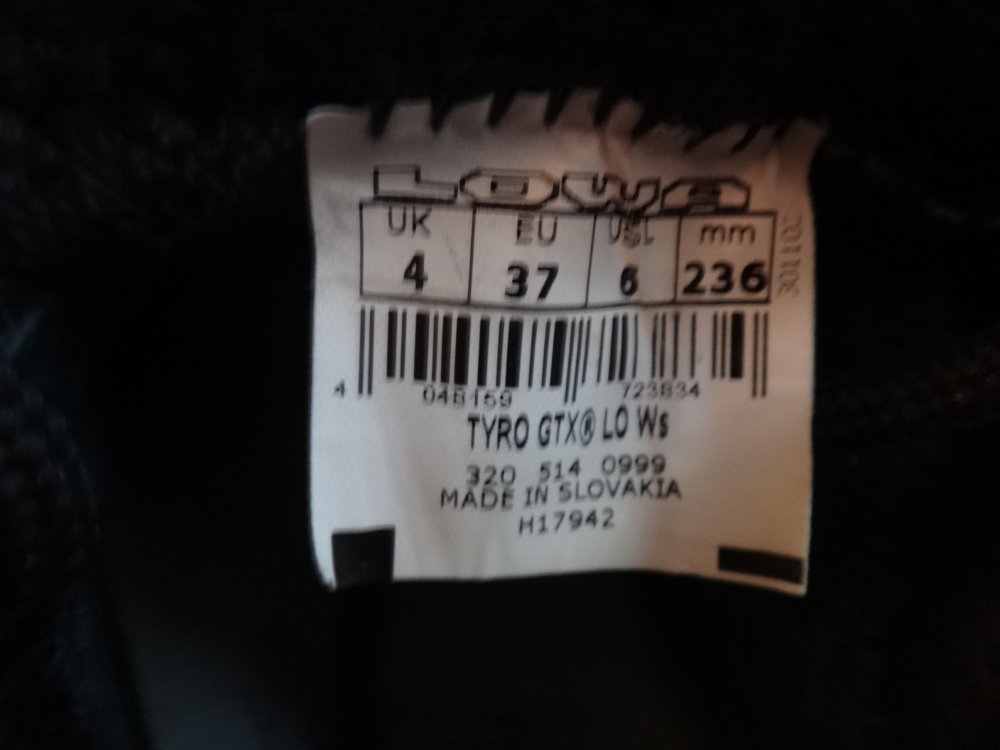 LOWA
UK EU USL mm
4 37 6 236
4 048159 723834
TYRO GTX® LO Ws
320 514 0999
MADE IN SLOVAKIA
H17942